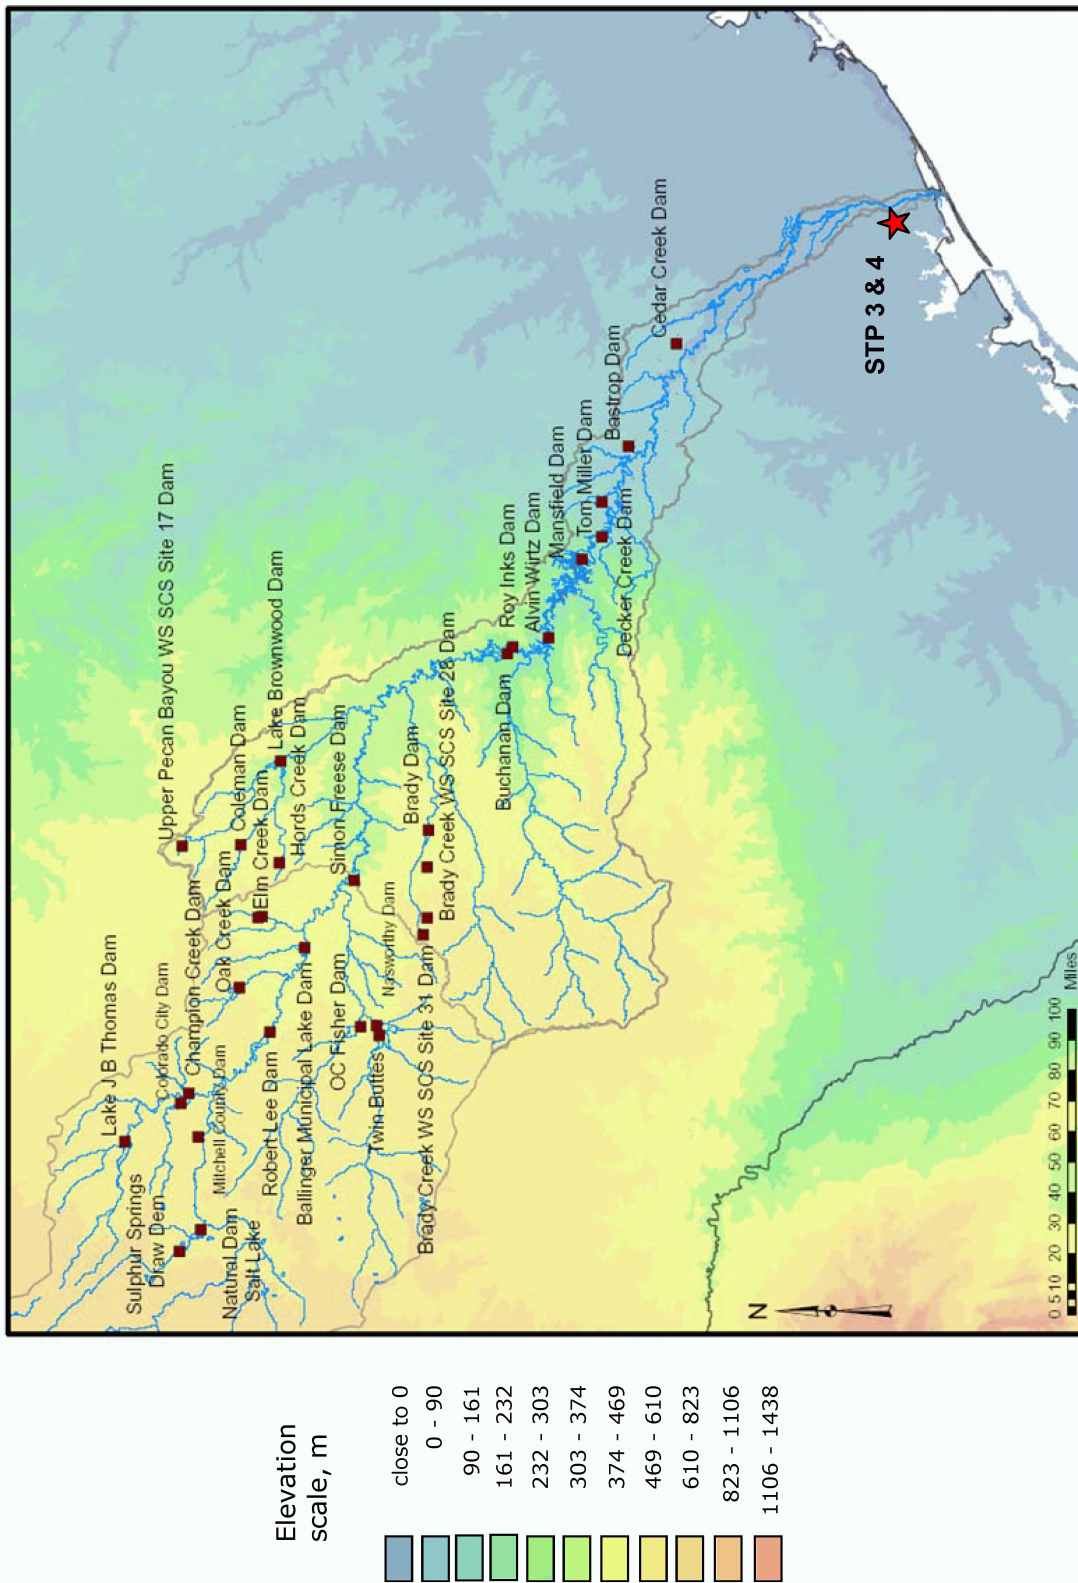 Upper Pecan Bayou WS SCS Site 17 Dam
Lake J B Thomas Dam
Colorado City Dam
Champion Creek Dam
Oak Creek Dam
Coleman Dam
Elm Creek Dam
Lake Brownwood Dam
Hords Creek Dam
Sulphur Springs
Draw Dem
Natural Dam
Salt Lake
Mitchell County Dam
Robert Lee Dam
Ballinger Municipal Lake Dam
Simon Freese Dam
OC Fisher Dam
Twin Buttes
Nasworthy Dam
Brady Dam
Brady Creek WS SCS Site 31 Dam
Brady Creek WS SCS Site 28 Dam
Buchanan Dam
Roy Inks Dam
Alvin Wirtz Dam
Mansfield Dam
Tom Miller Dam
Decker Creek Dam
Bastrop Dam
Cedar Creek Dam
STP 3 & 4
N
0 5 10 20 30 40 50 60 70 80 90 100
Miles
Elevation
scale, m
close to 0
0 - 90
90 - 161
161 - 232
232 - 303
303 - 374
374 - 469
469 - 610
610 - 823
823 - 1106
1106 - 1438